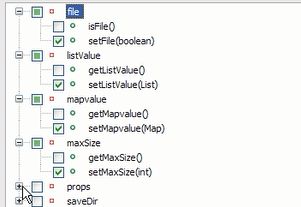 file
isFile()
setFile(boolean)
listValue
getListValue()
setListValue(List)
mapvalue
getMapvalue()
setMapvalue(Map)
maxSize
getMaxSize()
setMaxSize(int)
props
saveDir